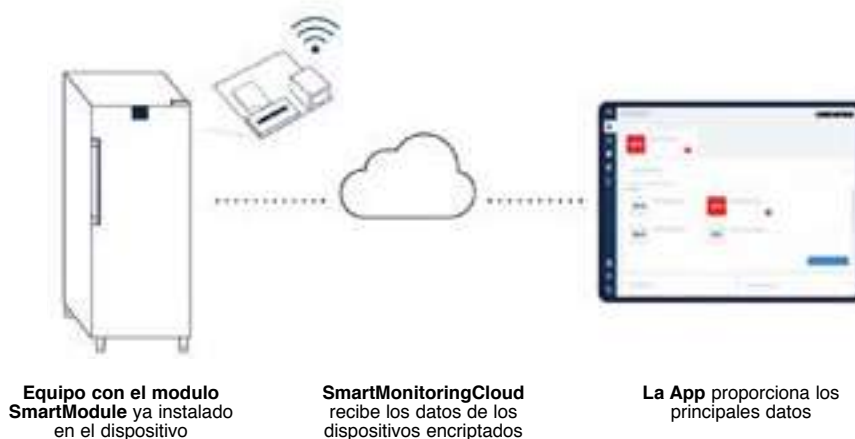 Equipo con el modulo
SmartModule ya instalado
en el dispositivo
SmartMonitoringCloud
recibe los datos de los
dispositivos encriptados
La App proporciona los
principales datos